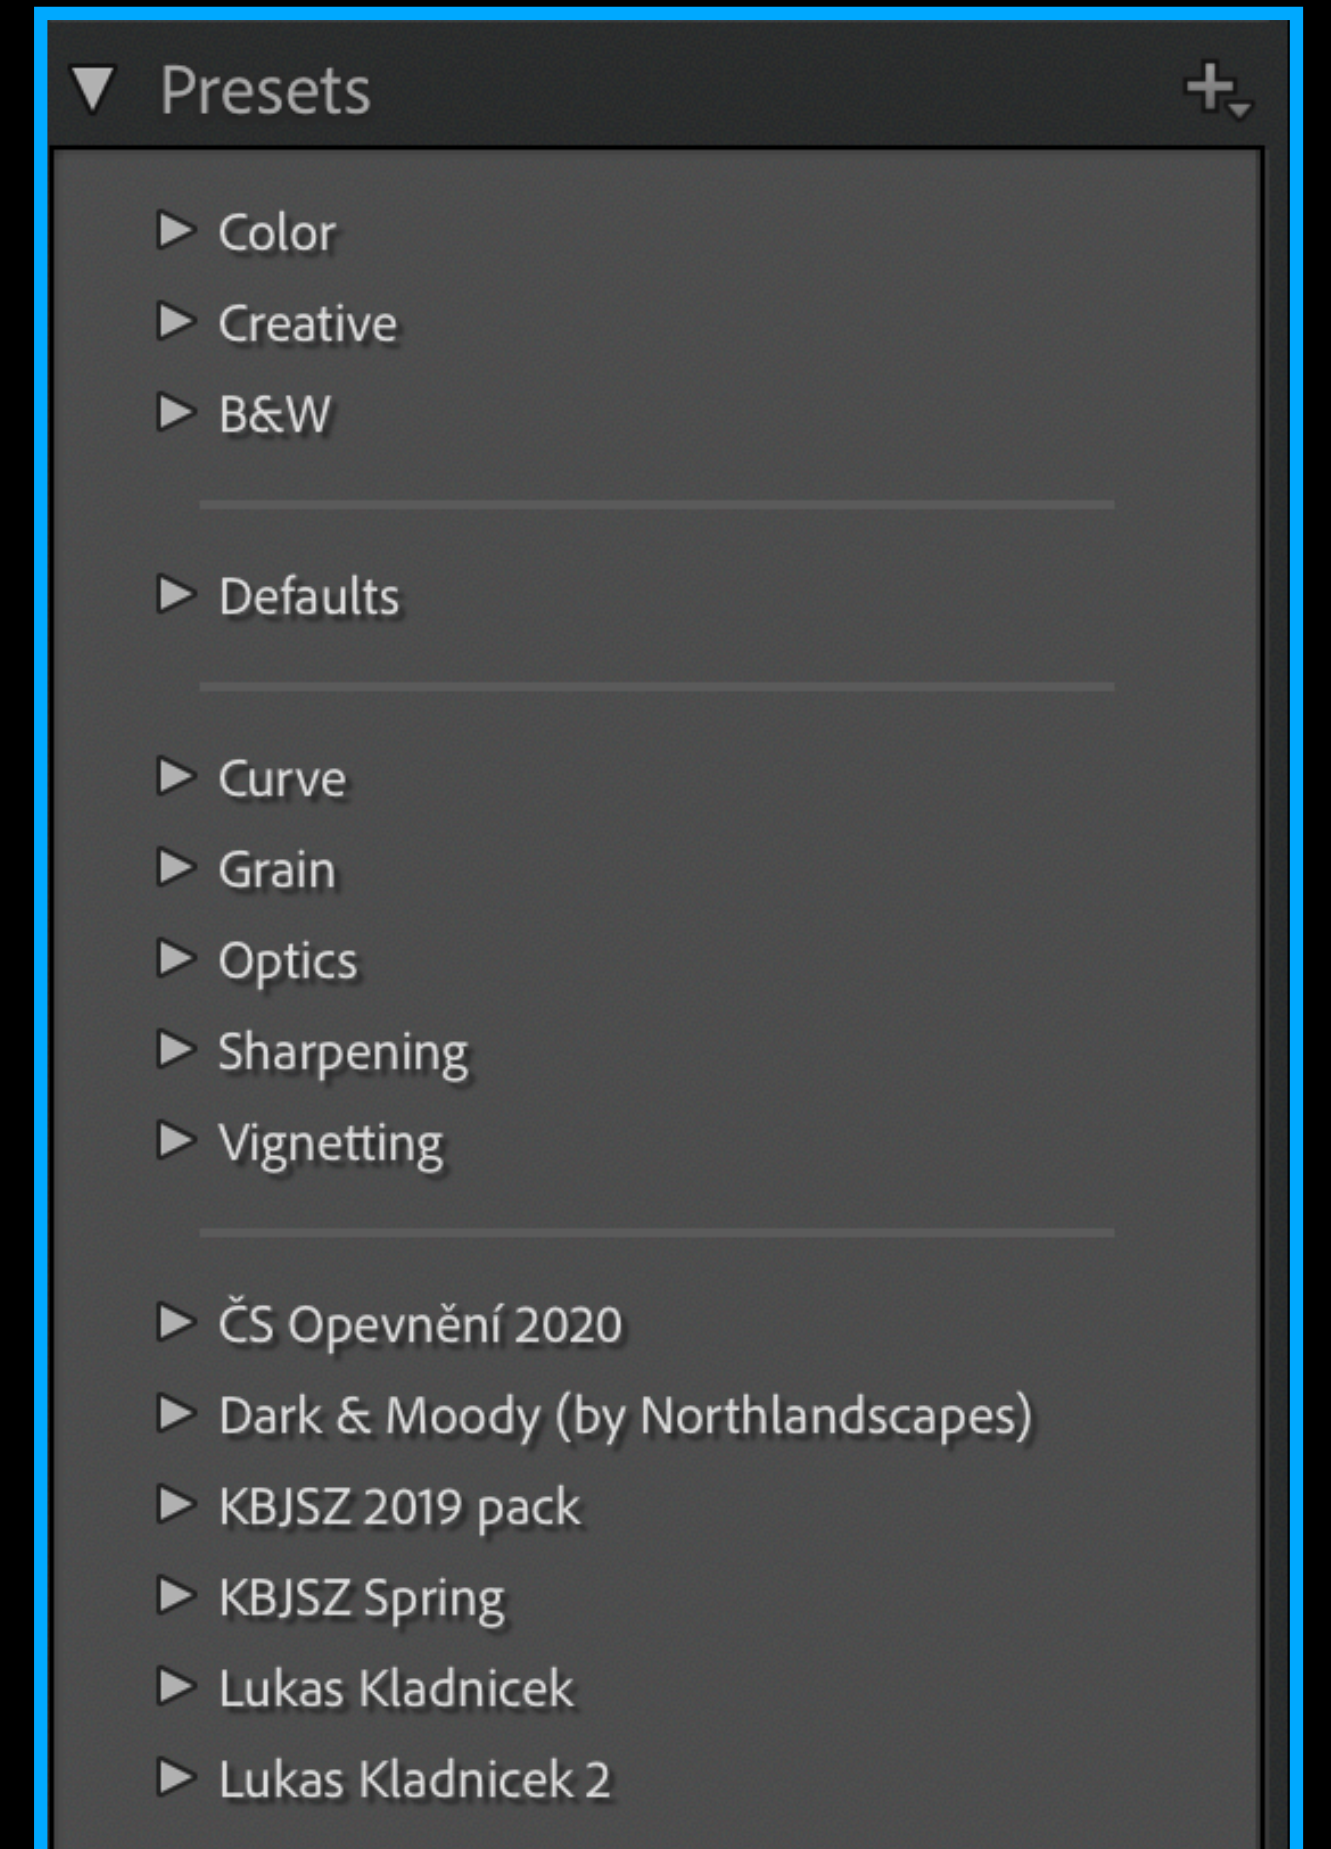 Presets
Color
Creative
B&W
Defaults
Curve
Grain
Optics
Sharpening
Vignetting
ČS Opevnění 2020
Dark & Moody (by Northlandscapes)
KBJSZ 2019 pack
KBJSZ Spring
Lukas Kladnicek
Lukas Kladnicek 2